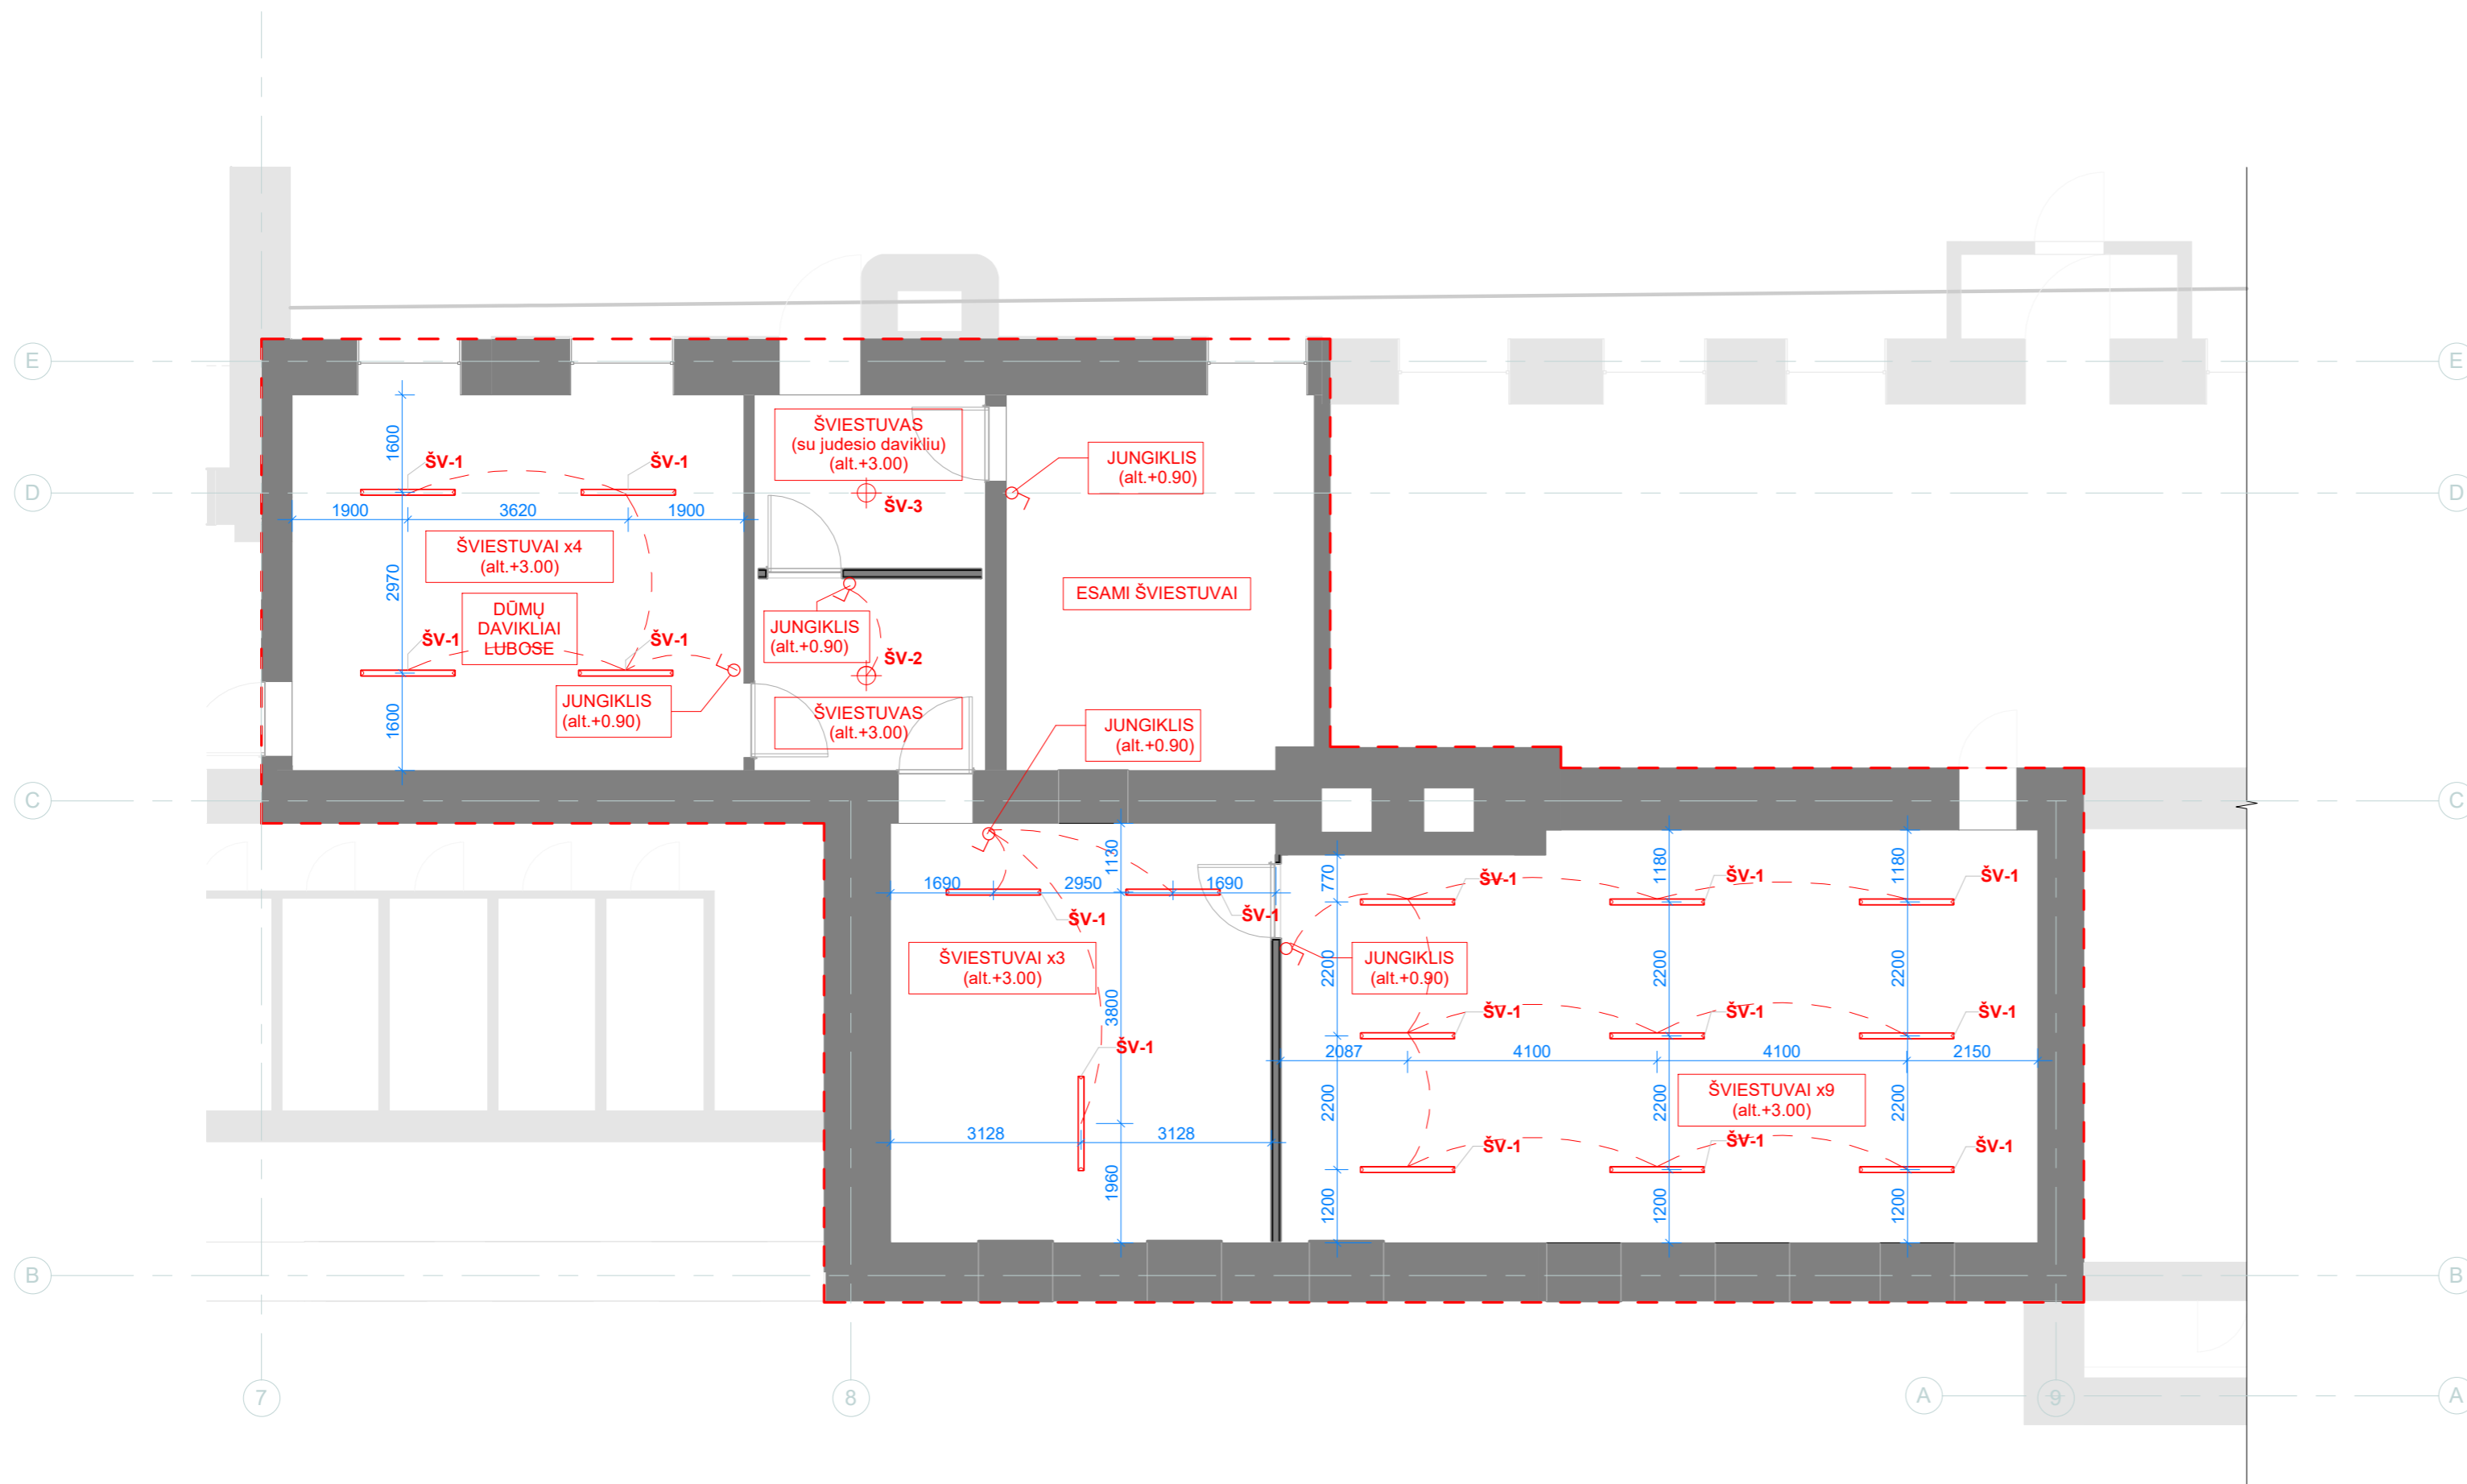 E
E
ŠVIESTUVAS
(su judesio davikliu)
(alt.+3.00)
1600
ŠV-1
ŠV-1
JUNGIKLIS
(alt.+0.90)
D
D
ŠV-3
1900
3620
1900
ŠVIESTUVAI x4
(alt.+3.00)
2970
ESAMI ŠVIESTUVAI
DŪMŲ
DAVIKLIAI
LUBOSE
ŠV-1
ŠV-1
JUNGIKLIS
(alt.+0.90)
ŠV-2
JUNGIKLIS
(alt.+0.90)
1600
ŠVIESTUVAS
(alt.+3.00)
JUNGIKLIS
(alt.+0.90)
C
C
1130
1690
2950
1690
770
1180
1180
ŠV-1
ŠV-1
ŠV-1
ŠV-1
ŠV-1
ŠVIESTUVAI x3
(alt.+3.00)
JUNGIKLIS
(alt.+0.90)
2200
2200
2200
3800
ŠV-1
ŠV-1
ŠV-1
ŠV-1
2087
4100
4100
2150
ŠVIESTUVAI x9
(alt.+3.00)
2200
2200
2200
3128
3128
ŠV-1
ŠV-1
ŠV-1
1960
1200
1200
1200
B
B
7
8
A
9
A